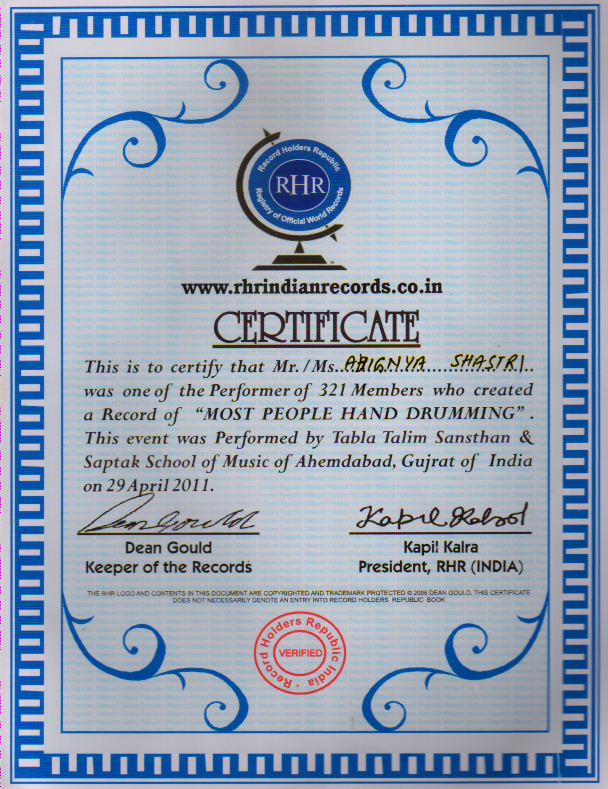 Record Holders Republic
RHR
Registry of Official World Records
www.rhrindianrecords.co.in
CERTIFICATE
This is to certify that Mr./Ms. ABIGNYA SHASTRI
was one of the Performer of 321 Members who created
a Record of "MOST PEOPLE HAND DRUMMING" .
This event was Performed by Tabla Talim Sansthan &
Saptak School of Music of Ahemdabad, Gujrat of India
on 29 April 2011.
Dean Gould
Kapil Kalra
Dean Gould
Kapil Kalra
Keeper of the Records
President, RHR (INDIA)
THE RHR LOGO AND CONTENTS IN THIS DOCUMENT ARE COPYRIGHTED AND TRADEMARK PROTECTED © 2006 DEAN GOULD. THIS CERTIFICATE
DOES NOT NECESSARILY DENOTE AN ENTRY INTO RECORD HOLDERS REPUBLIC BOOK
Record Holders Republic India
VERIFIED